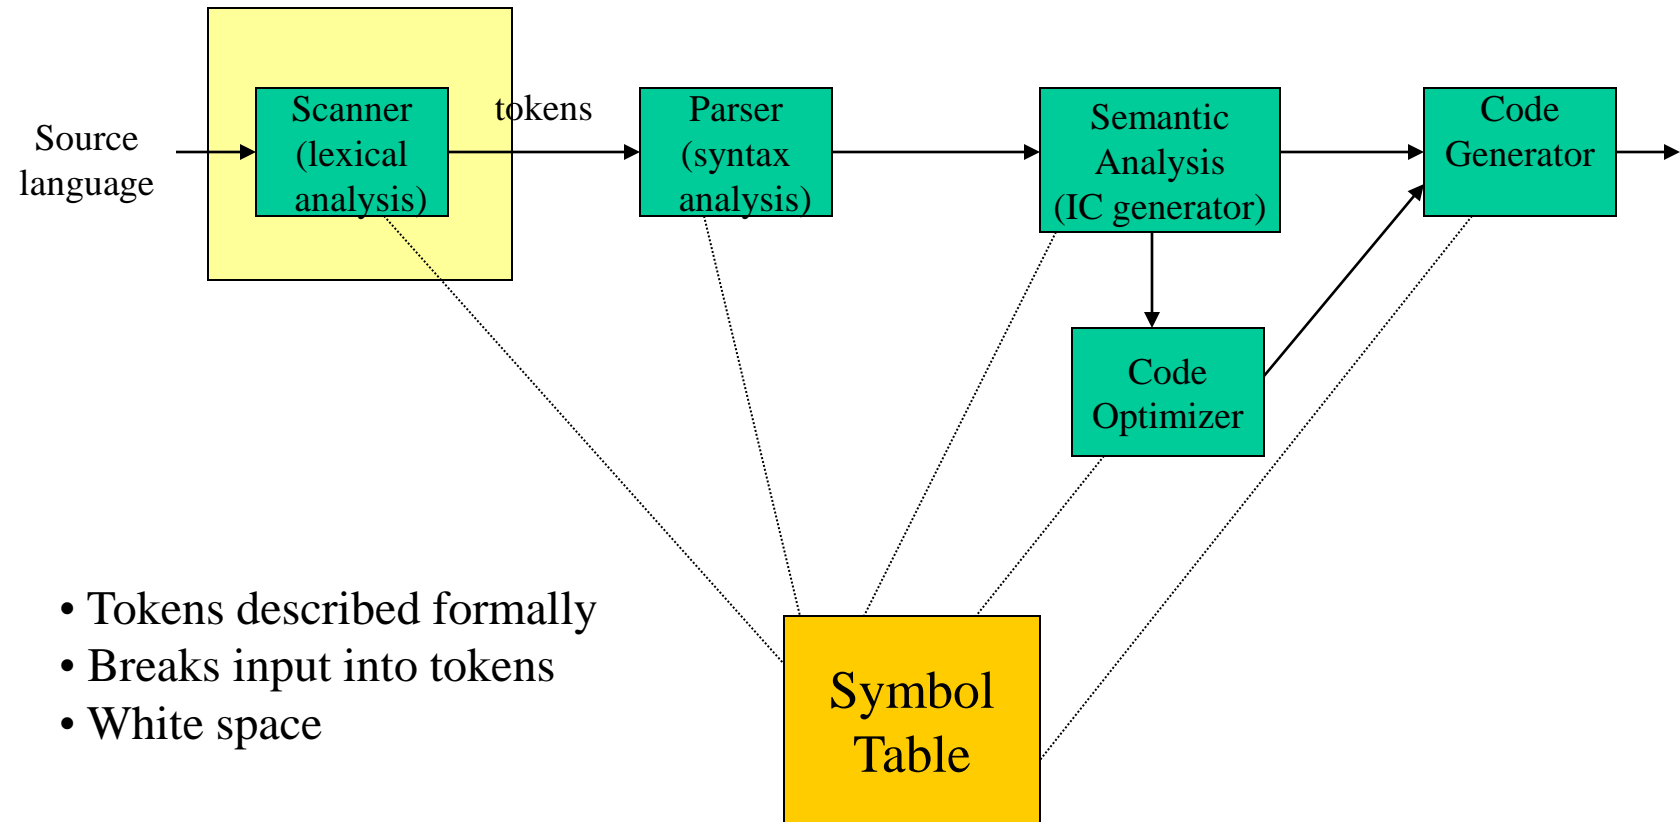 Source
language
Scanner
(lexical
analysis)
tokens
Parser
(syntax
analysis)
Semantic
Analysis
(IC generator)
Code
Generator
Code
Optimizer
• Tokens described formally
• Breaks input into tokens
• White space
Symbol
Table